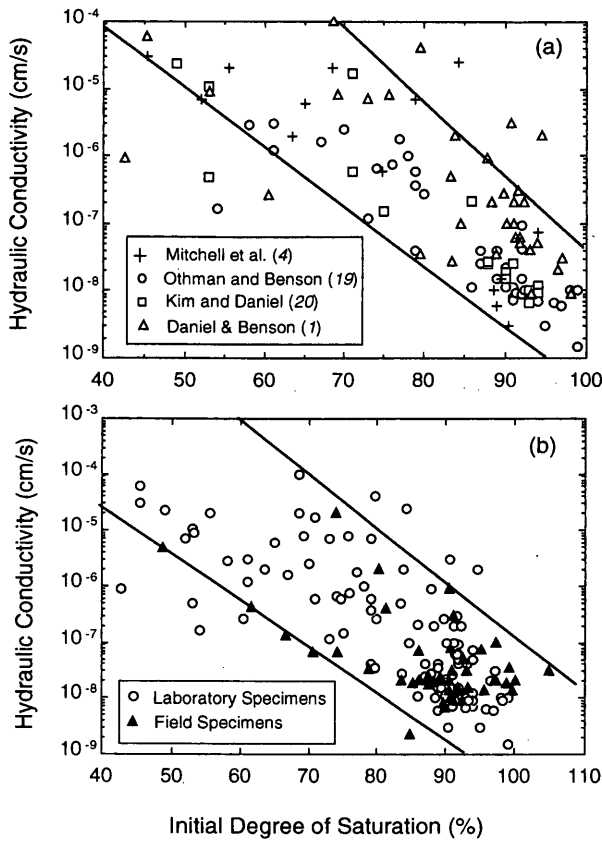 (a)
Hydraulic Conductivity (cm/s)
10⁻⁴
10⁻⁵
10⁻⁶
10⁻⁷
10⁻⁸
10⁻⁹
Mitchell et al. (4)
Othman and Benson (19)
Kim and Daniel (20)
Daniel & Benson (1)
40 50 60 70 80 90 100
(b)
Hydraulic Conductivity (cm/s)
10⁻³
10⁻⁴
10⁻⁵
10⁻⁶
10⁻⁷
10⁻⁸
10⁻⁹
Laboratory Specimens
Field Specimens
40 50 60 70 80 90 100 110
Initial Degree of Saturation (%)